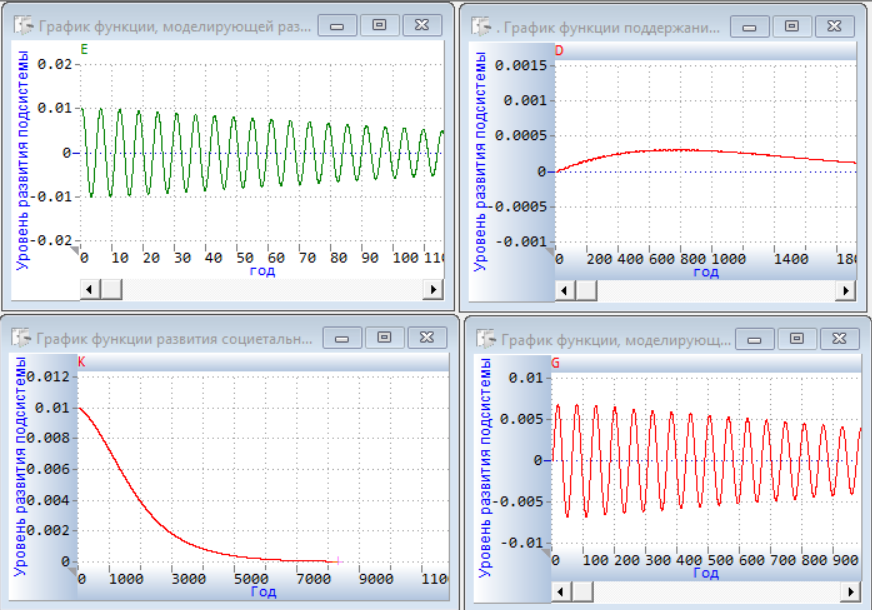 График функции, моделирующей раз...
E
Уровень развития подсистемы
0.02
0.01
0
-0.01
-0.02
0 10 20 30 40 50 60 70 80 90 100 11
год
. График функции поддержани...
D
Уровень развития подсистемы
0.0015
0.001
0.0005
0
-0.0005
-0.001
0 200 400 600 800 1000 1400 180
год
График функции развития социетальн...
K
Уровень развития подсистемы
0.012
0.01
0.008
0.006
0.004
0.002
0
0 1000 3000 5000 7000 9000 1100
Год
График функции, моделирующ...
G
Уровень развития подсистемы
0.01
0.005
0
-0.005
-0.01
0 100 200 300 400 500 600 700 800 900
Год